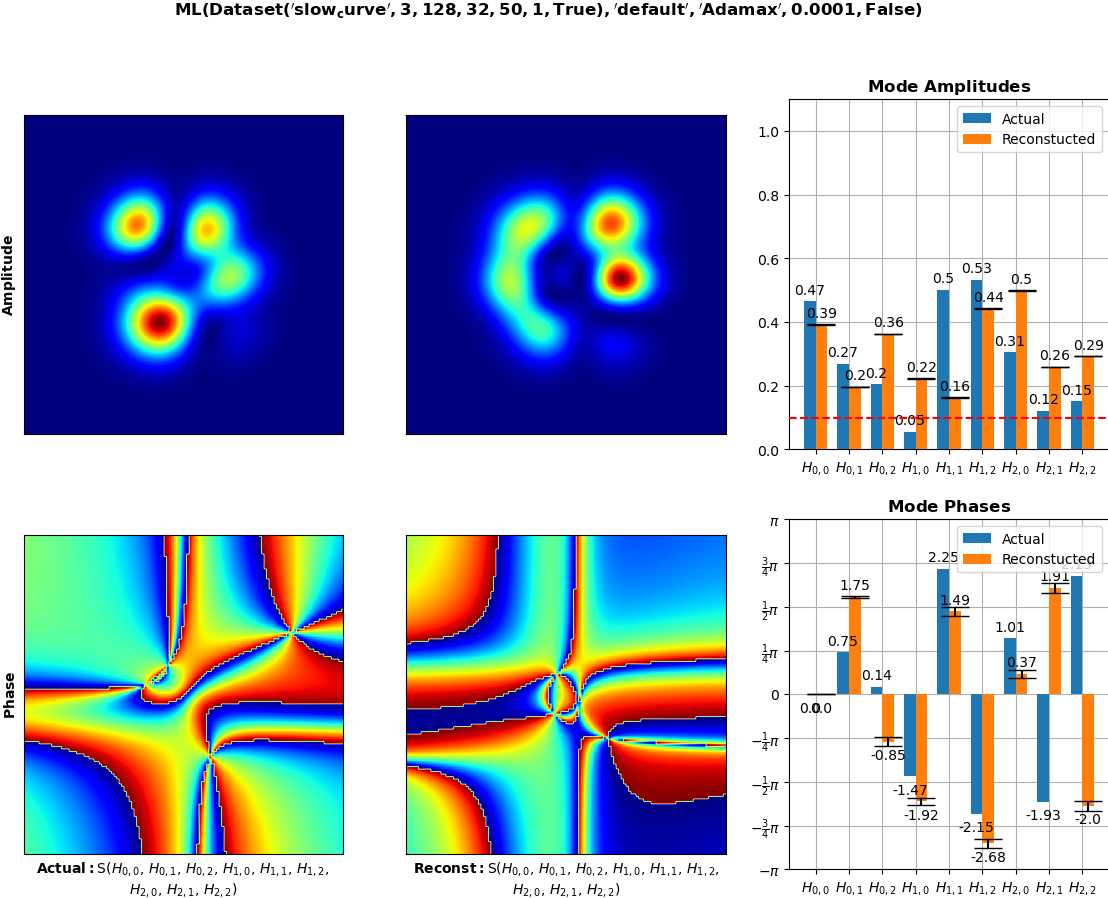 ML(Dataset('slow_curve', 3, 128, 32, 50, 1, True), 'default', 'Adamax', 0.0001, False)
Amplitude
Mode Amplitudes
Actual
Reconstucted
1.0
0.8
0.6
0.4
0.2
0.0
0.47
0.39
0.27
0.2
0.2
0.36
0.05
0.22
0.5
0.16
0.53
0.44
0.31
0.5
0.12
0.26
0.15
0.29
H0,0 H0,1 H0,2 H1,0 H1,1 H1,2 H2,0 H2,1 H2,2
Phase
Mode Phases
Actual
Reconstucted
π
3/4π
1/2π
1/4π
0
−1/4π
−1/2π
−3/4π
−π
0.0
0.0
0.75
1.75
0.14
-0.85
-1.47
-1.92
2.25
1.49
-2.15
-2.68
1.01
0.37
-1.93
1.91
-2.0
H0,0 H0,1 H0,2 H1,0 H1,1 H1,2 H2,0 H2,1 H2,2
Actual: S(H0,0, H0,1, H0,2, H1,0, H1,1, H1,2,
H2,0, H2,1, H2,2)
Reconst: S(H0,0, H0,1, H0,2, H1,0, H1,1, H1,2,
H2,0, H2,1, H2,2)